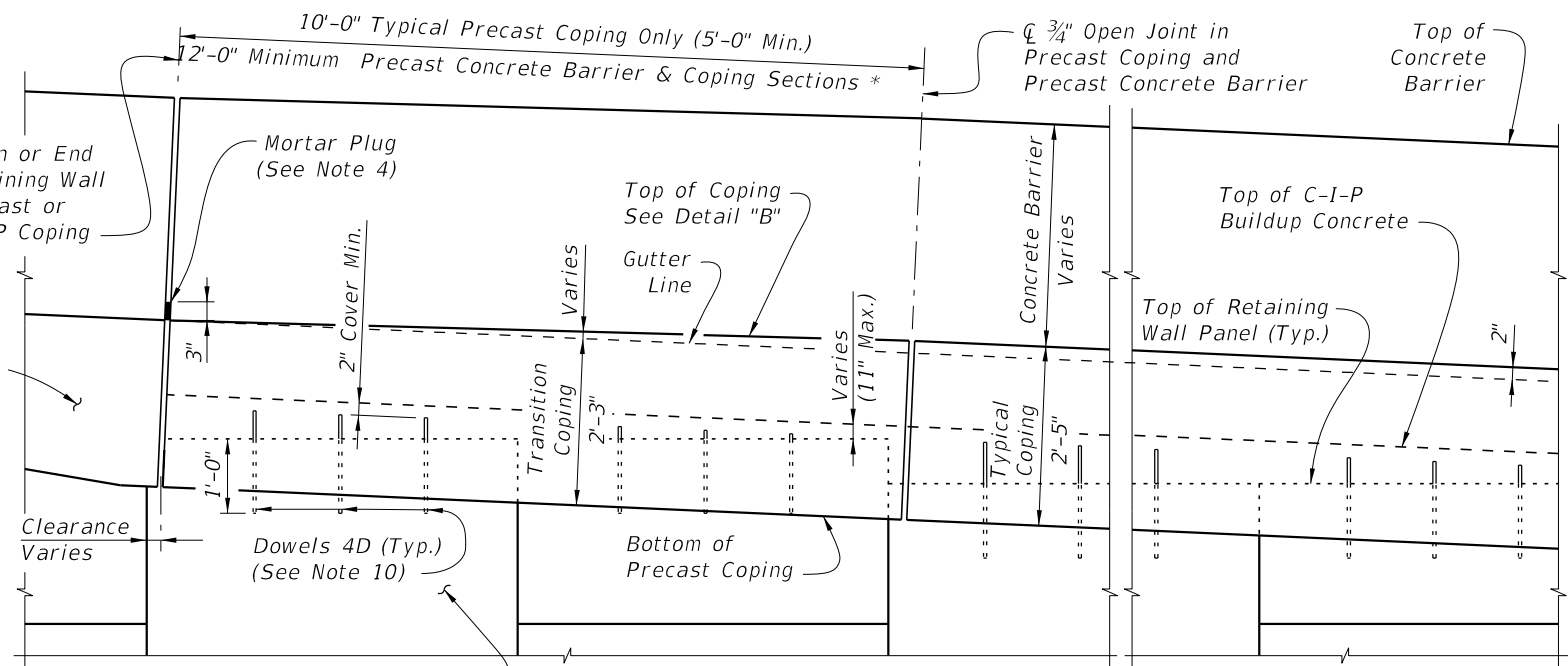 10'-0" Typical Precast Coping Only (5'-0" Min.)
12'-0" Minimum Precast Concrete Barrier & Coping Sections *
℄ ¾" Open Joint in
Precast Coping and
Precast Concrete Barrier
Top of
Concrete
Barrier
or End
Wall
or
Coping
Mortar Plug
(See Note 4)
Top of Coping
See Detail "B"
Gutter
Line
Concrete Barrier
Varies
Top of C-I-P
Buildup Concrete
Top of Retaining
Wall Panel (Typ.)
2"
3"
2" Cover Min.
Varies
Varies
(11" Max.)
Transition
Coping
2'-3"
Typical
Coping
2'-5"
1'-0"
Clearance
Varies
Dowels 4D (Typ.)
(See Note 10)
Bottom of
Precast Coping